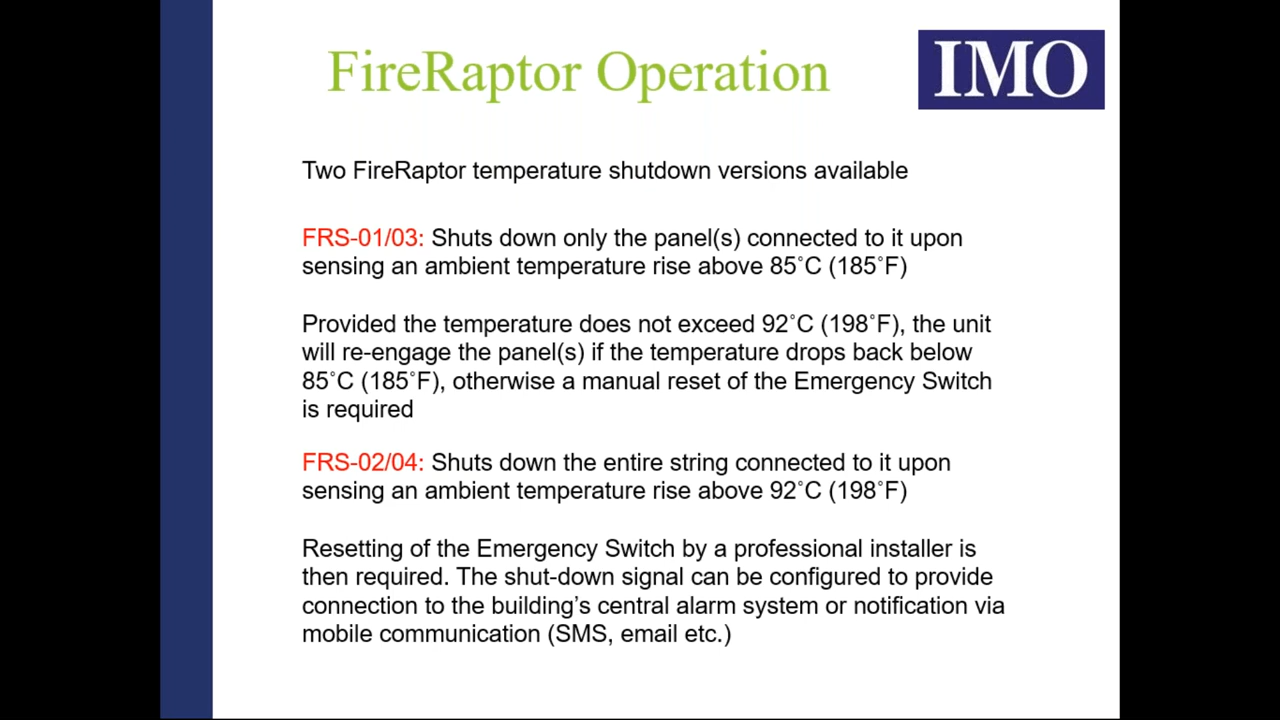 FireRaptor Operation
IMO
Two FireRaptor temperature shutdown versions available
FRS-01/03: Shuts down only the panel(s) connected to it upon
sensing an ambient temperature rise above 85˚C (185˚F)
Provided the temperature does not exceed 92˚C (198˚F), the unit
will re-engage the panel(s) if the temperature drops back below
85˚C (185˚F), otherwise a manual reset of the Emergency Switch
is required
FRS-02/04: Shuts down the entire string connected to it upon
sensing an ambient temperature rise above 92˚C (198˚F)
Resetting of the Emergency Switch by a professional installer is
then required. The shut-down signal can be configured to provide
connection to the building’s central alarm system or notification via
mobile communication (SMS, email etc.)